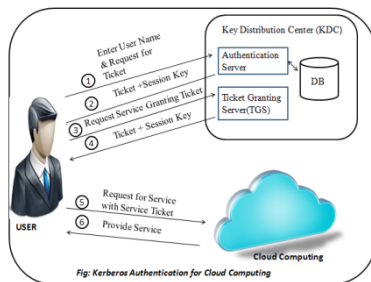 Key Distribution Center (KDC)
Enter User Name
& Request for
Ticket
1
Authentication
Server
DB
2
Ticket +Session Key
3
Request Service Granting Ticket
Ticket Granting
Server(TGS)
4
Ticket + Session Key
5
Request for Service
with Service Ticket
6
Provide Service
USER
Cloud Computing
Fig: Kerberos Authentication for Cloud Computing